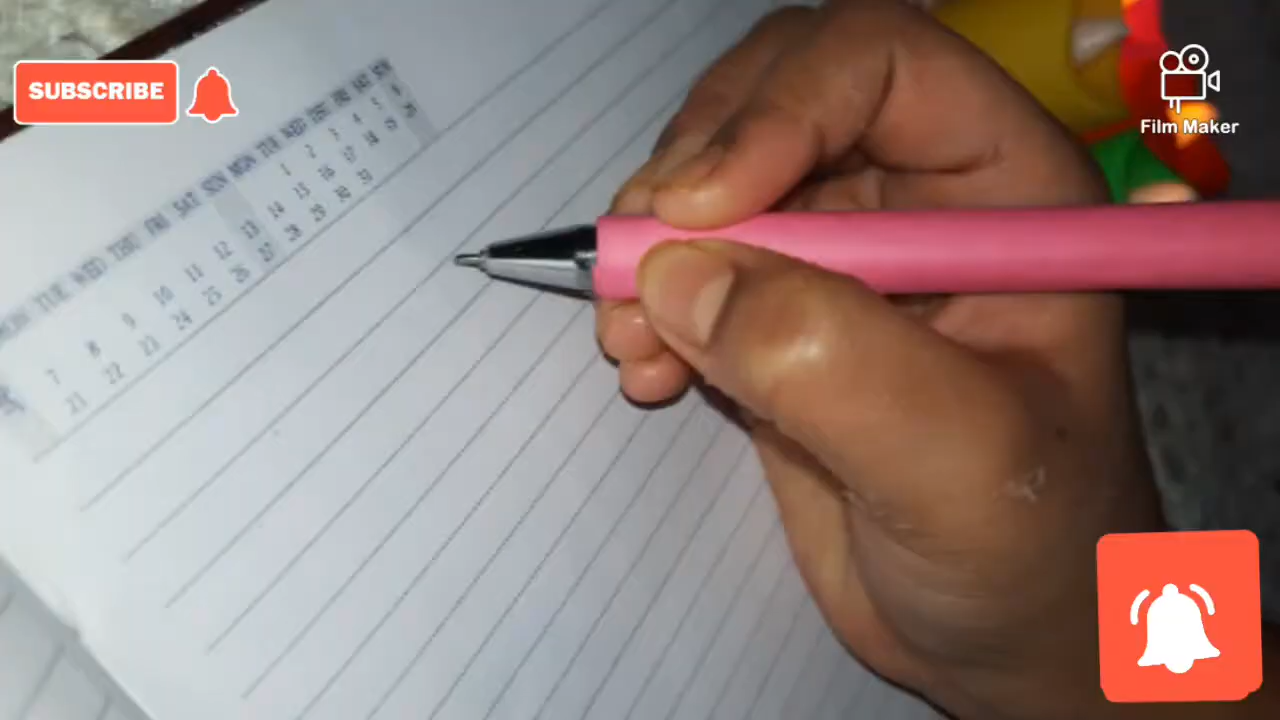 SUBSCRIBE
Film Maker
MON TUE WED THU FRI SAT SUN MON TUE WED THU FRI SAT SUN
1 2 3 4 5 6
7 8 9 10 11 12 13 14 15 16 17 18 19 20
21 22 23 24 25 26 27 28 29 30 31